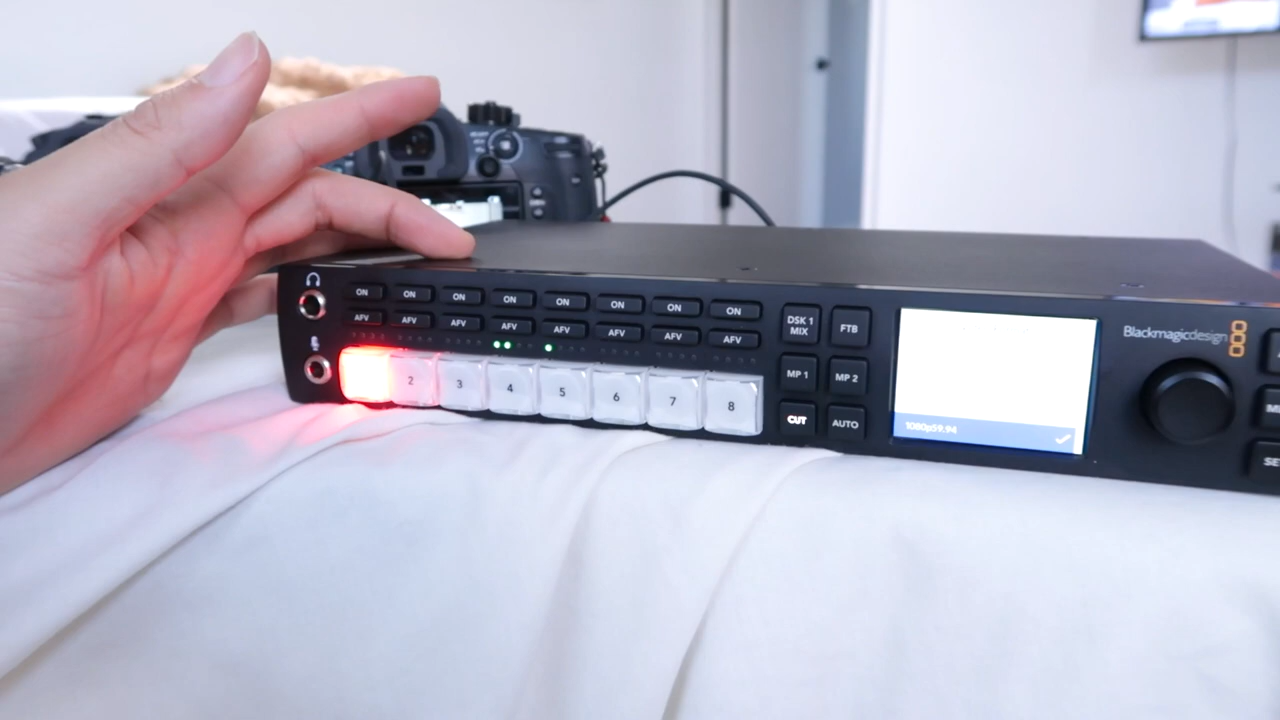 ON ON ON ON ON ON ON ON
AFV AFV AFV AFV AFV AFV AFV AFV
2 3 4 5 6 7 8
DSK 1 MIX
FTB
MP 1
MP 2
CUT
AUTO
1080p59.94
Blackmagicdesign